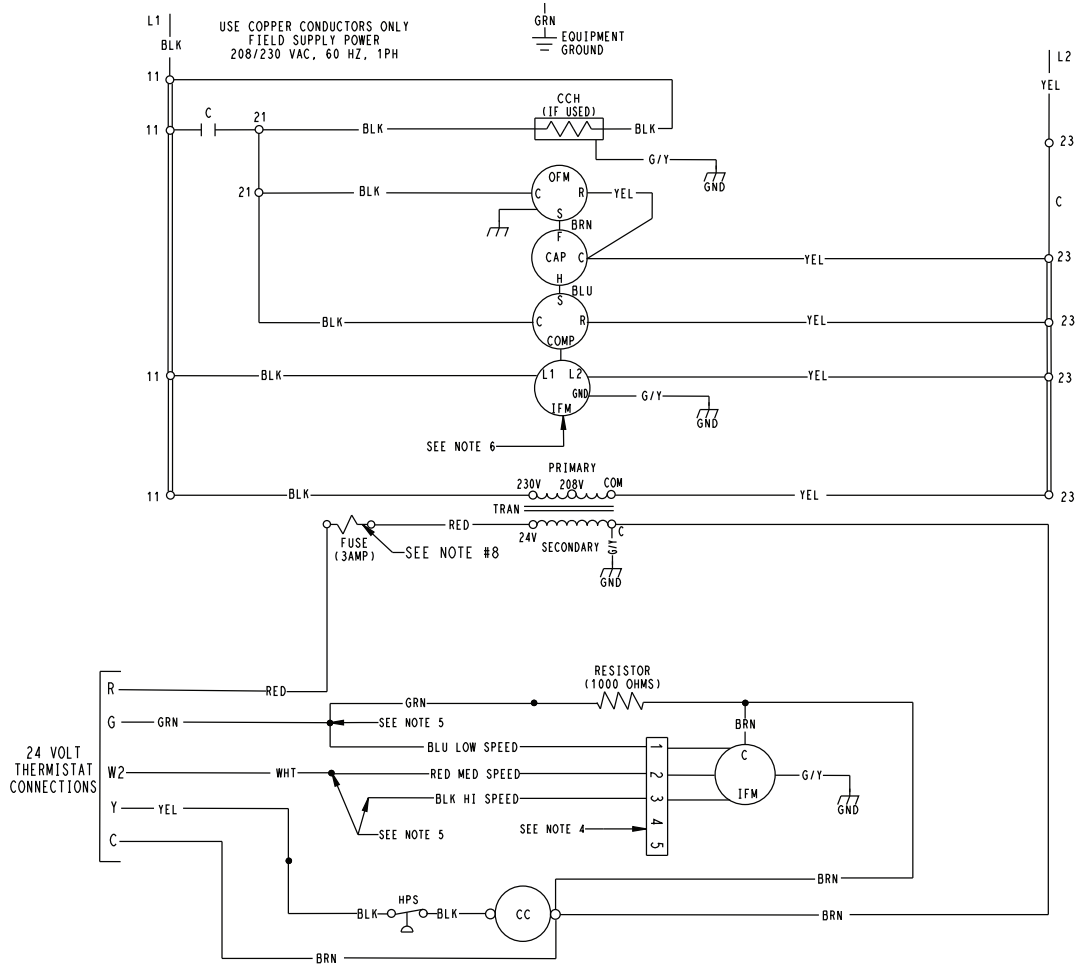 L1
BLK
USE COPPER CONDUCTORS ONLY
FIELD SUPPLY POWER
208/230 VAC, 60 HZ, 1PH
GRN
EQUIPMENT
GROUND
L2
YEL
11
CCH
(IF USED)
11
C
21
BLK
BLK
23
G/Y
GND
21
BLK
OFM
C
R
S
YEL
BRN
C
F
CAP
C
H
YEL
23
BLU
BLK
S
C
R
COMP
YEL
23
11
BLK
L1
L2
GND
IFM
YEL
23
G/Y
GND
SEE NOTE 6
PRIMARY
230V
208V
COM
11
BLK
YEL
23
TRAN
FUSE
(3AMP)
RED
24V
SECONDARY
C
G/Y
GND
SEE NOTE #8
RESISTOR
(1000 OHMS)
R
RED
GRN
G
GRN
SEE NOTE 5
BRN
24 VOLT
THERMISTAT
CONNECTIONS
BLU LOW SPEED
1
C
W2
WHT
RED MED SPEED
2
IFM
G/Y
GND
Y
YEL
BLK HI SPEED
3
SEE NOTE 5
SEE NOTE 4
4
5
C
BRN
HPS
BLK
BLK
CC
BRN
BRN